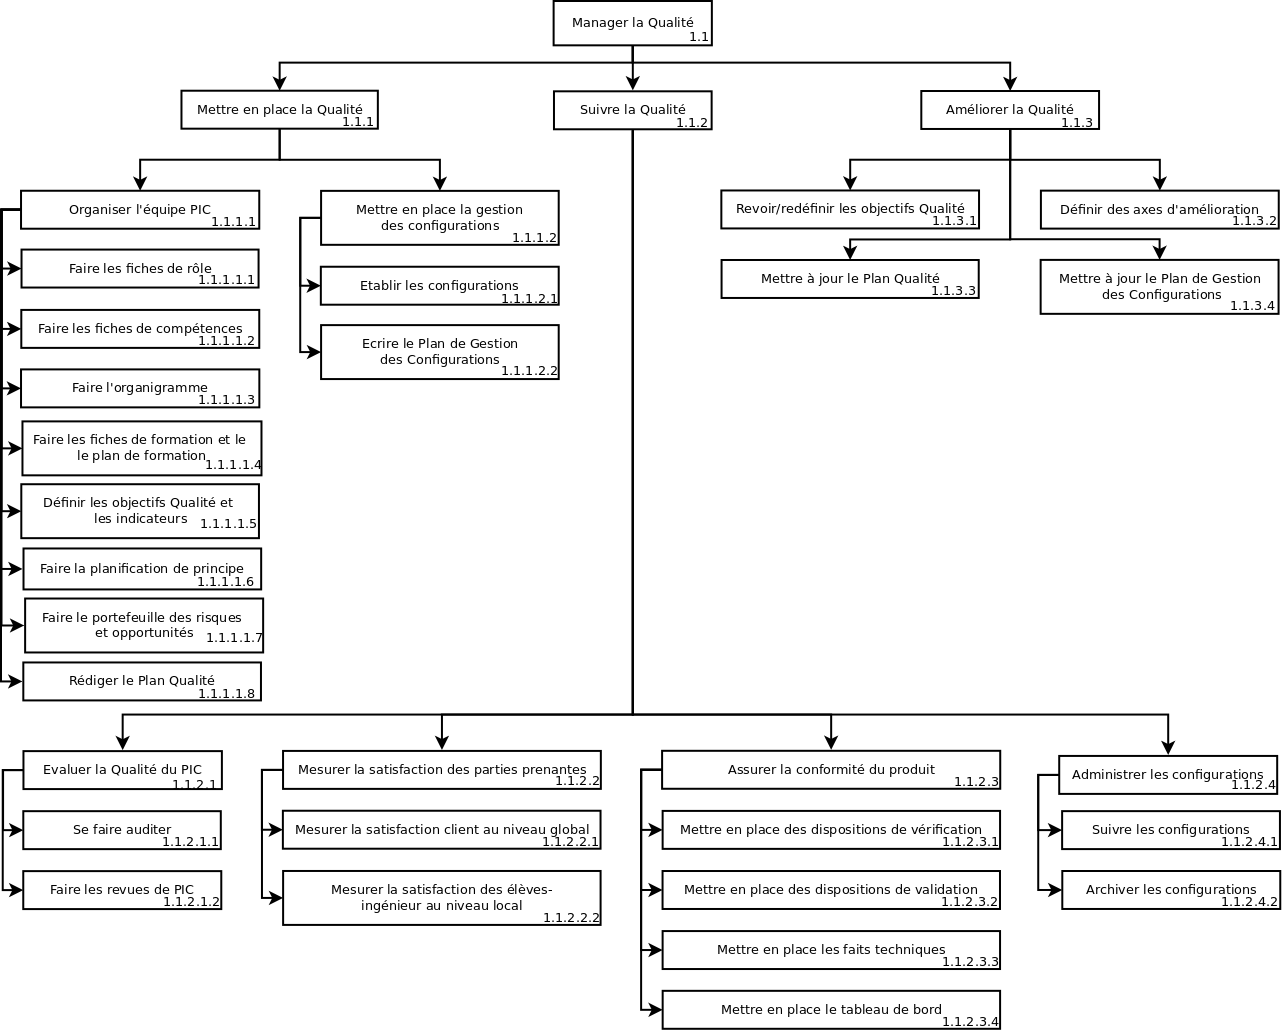 Manager la Qualité
1.1
Mettre en place la Qualité
1.1.1
Suivre la Qualité
1.1.2
Améliorer la Qualité
1.1.3
Organiser l'équipe PIC
1.1.1.1
Faire les fiches de rôle
1.1.1.1.1
Faire les fiches de compétences
1.1.1.1.2
Faire l'organigramme
1.1.1.1.3
Faire les fiches de formation et le
le plan de formation
1.1.1.1.4
Définir les objectifs Qualité et
les indicateurs
1.1.1.1.5
Faire la planification de principe
1.1.1.1.6
Faire le portefeuille des risques
et opportunités
1.1.1.1.7
Rédiger le Plan Qualité
1.1.1.1.8
Mettre en place la gestion
des configurations
1.1.1.2
Etablir les configurations
1.1.1.2.1
Ecrire le Plan de Gestion
des Configurations
1.1.1.2.2
Revoir/redéfinir les objectifs Qualité
1.1.3.1
Définir des axes d'amélioration
1.1.3.2
Mettre à jour le Plan Qualité
1.1.3.3
Mettre à jour le Plan de Gestion
des Configurations
1.1.3.4
Evaluer la Qualité du PIC
1.1.2.1
Se faire auditer
1.1.2.1.1
Faire les revues de PIC
1.1.2.1.2
Mesurer la satisfaction des parties prenantes
1.1.2.2
Mesurer la satisfaction client au niveau global
1.1.2.2.1
Mesurer la satisfaction des élèves-
ingénieur au niveau local
1.1.2.2.2
Assurer la conformité du produit
1.1.2.3
Mettre en place des dispositions de vérification
1.1.2.3.1
Mettre en place des dispositions de validation
1.1.2.3.2
Mettre en place les faits techniques
1.1.2.3.3
Mettre en place le tableau de bord
1.1.2.3.4
Administrer les configurations
1.1.2.4
Suivre les configurations
1.1.2.4.1
Archiver les configurations
1.1.2.4.2